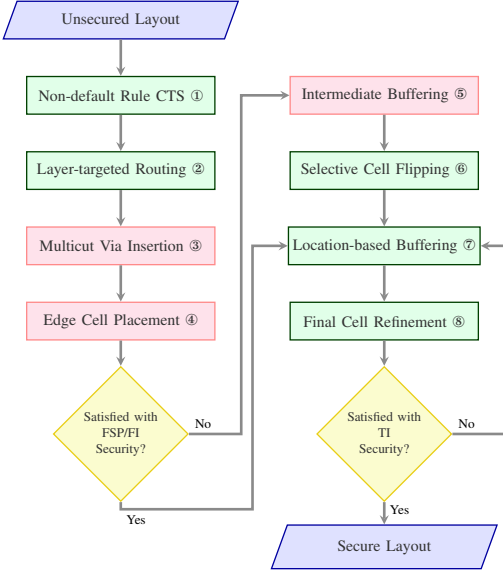 Unsecured Layout
Non-default Rule CTS ①
Layer-targeted Routing ②
Multicut Via Insertion ③
Edge Cell Placement ④
Satisfied with
FSP/FI
Security?
No
Yes
Intermediate Buffering ⑤
Selective Cell Flipping ⑥
Location-based Buffering ⑦
Final Cell Refinement ⑧
Satisfied with
TI
Security?
No
Yes
Secure Layout